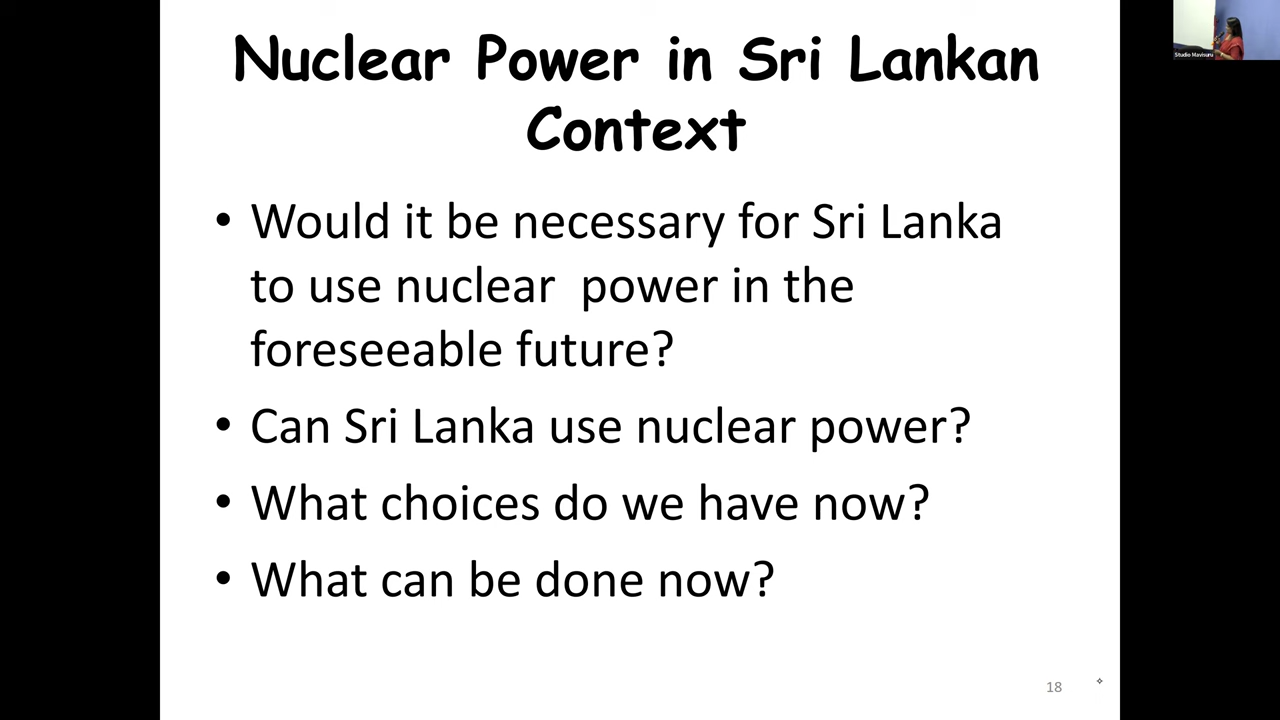 Nuclear Power in Sri Lankan
Context
• Would it be necessary for Sri Lanka
to use nuclear  power in the
foreseeable future?
• Can Sri Lanka use nuclear power?
• What choices do we have now?
• What can be done now?
18
Studio Mavisuru